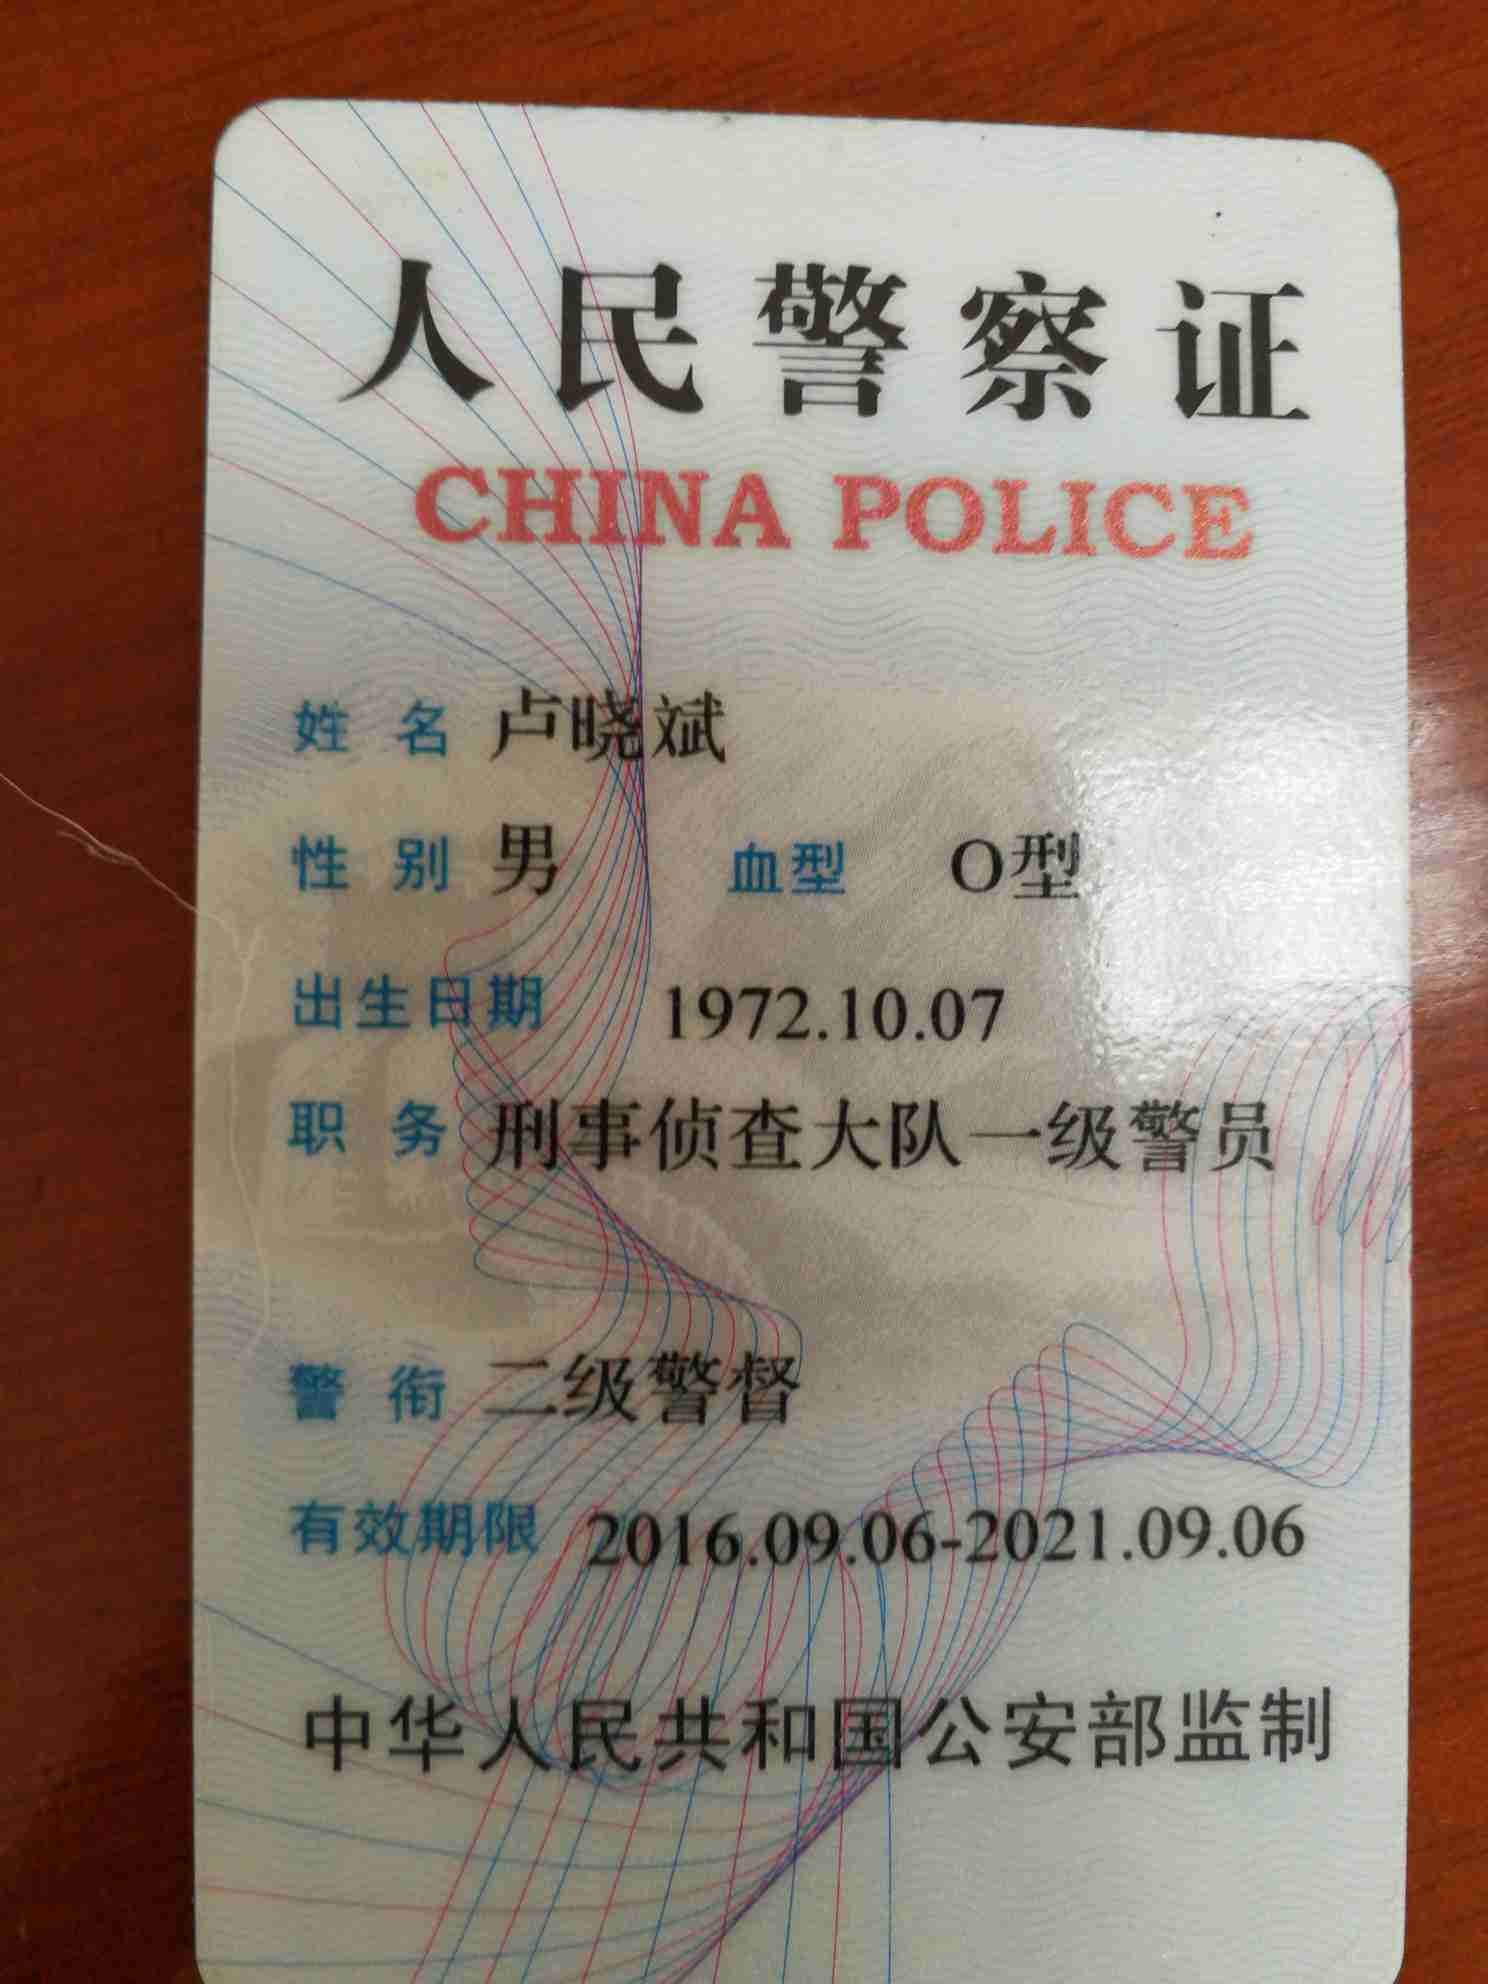 人民警察证
CHINA POLICE
姓名 卢晓斌
性别 男 血型 O型
出生日期 1972.10.07
职务 刑事侦查大队一级警员
警衔 二级警督
有效期限 2016.09.06-2021.09.06
中华人民共和国公安部监制